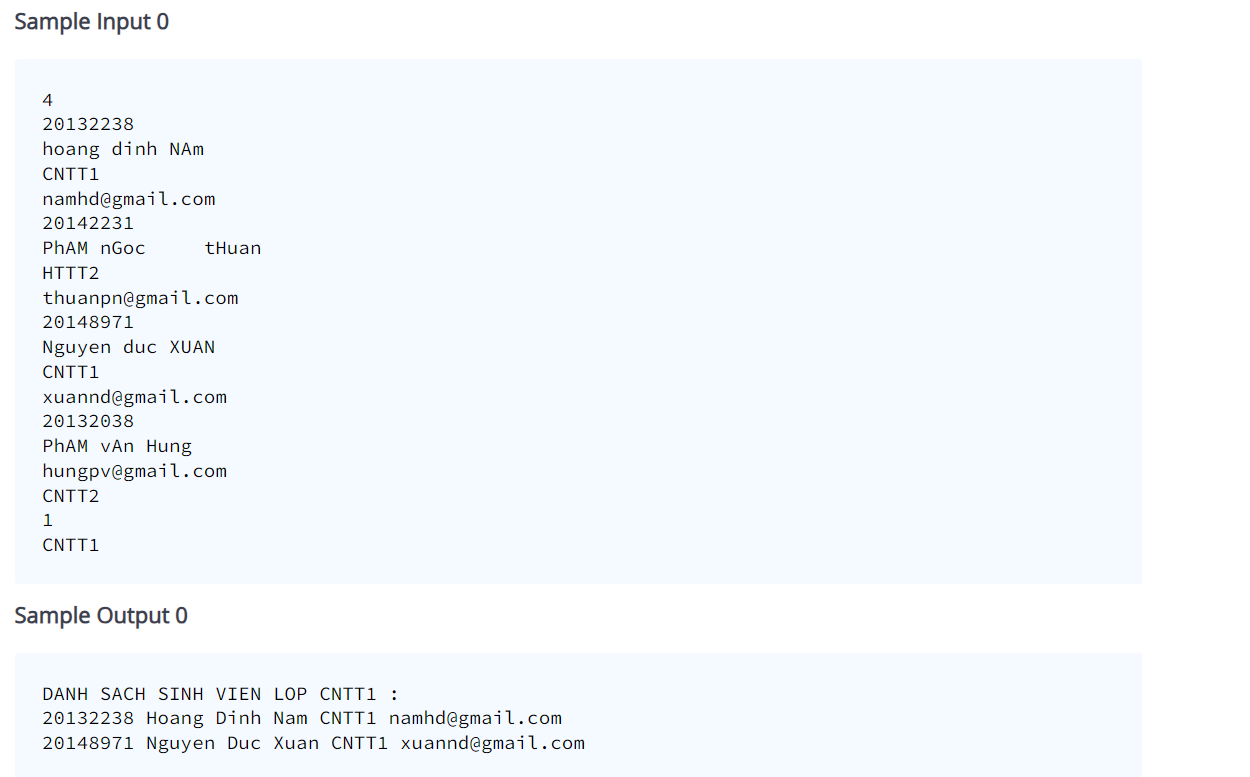 Sample Input 0
4
20132238
hoang dinh NAm
CNTT1
namhd@gmail.com
20142231
PhAM nGoc     tHuan
HTTT2
thuanpn@gmail.com
20148971
Nguyen duc XUAN
CNTT1
xuannd@gmail.com
20132038
PhAM vAn Hung
hungpv@gmail.com
CNTT2
1
CNTT1
Sample Output 0
DANH SACH SINH VIEN LOP CNTT1 :
20132238 Hoang Dinh Nam CNTT1 namhd@gmail.com
20148971 Nguyen Duc Xuan CNTT1 xuannd@gmail.com